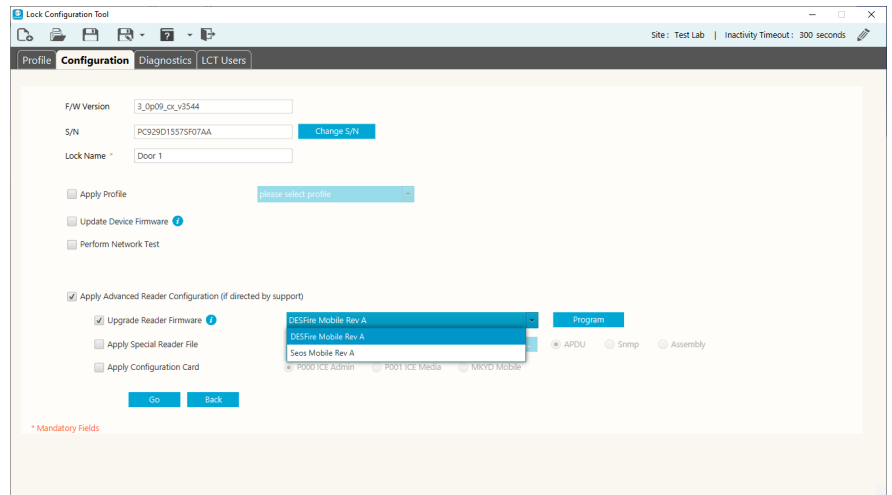 Lock Configuration Tool
Site : Test Lab | Inactivity Timeout : 300 seconds
Profile Configuration Diagnostics LCT Users
F/W Version 3_0p09_cx_v3544
S/N PC929D1557SF07AA Change S/N
Lock Name * Door 1
Apply Profile please select profile
Update Device Firmware i
Perform Network Test
Apply Advanced Reader Configuration (if directed by support)
Upgrade Reader Firmware i DESFire Mobile Rev A Program
DESFire Mobile Rev A
Apply Special Reader File APDU Snmp Assembly
Seos Mobile Rev A
Apply Configuration Card P000 ICE Admin P001 ICE Media MKYD Mobile
Go Back
* Mandatory Fields